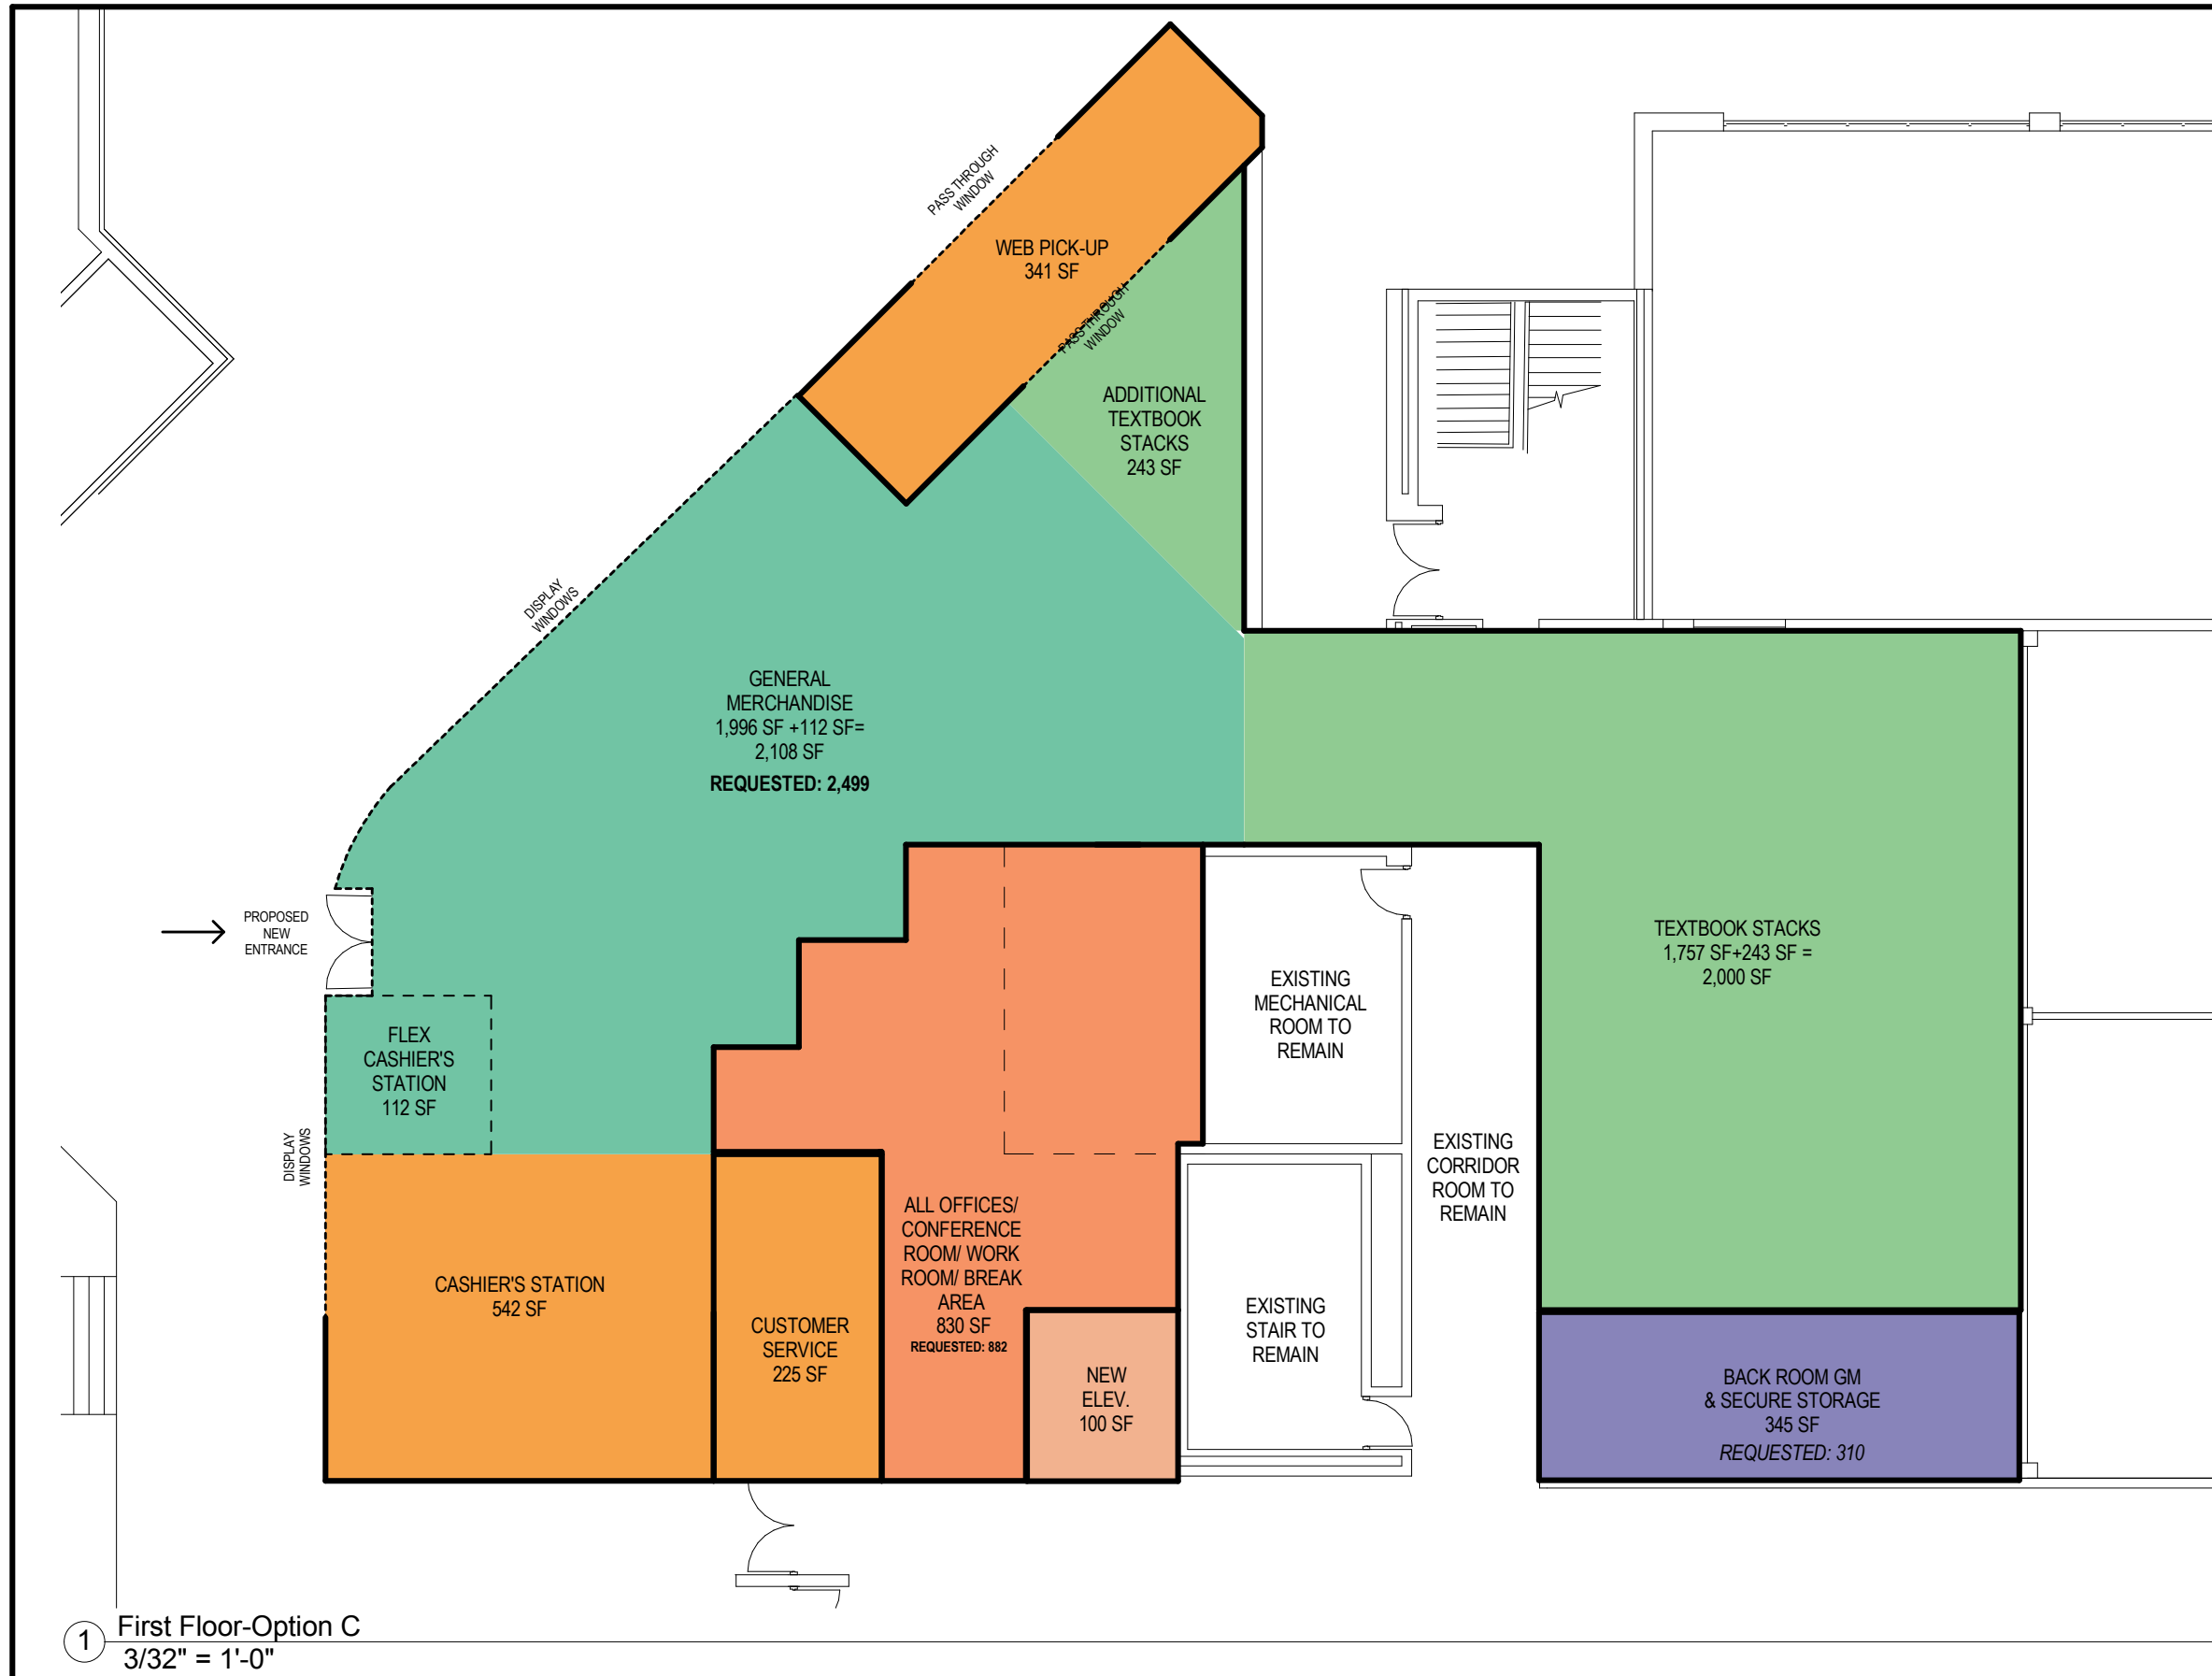 PASS THROUGH
WINDOW
WEB PICK-UP
341 SF
PASS THROUGH
WINDOW
ADDITIONAL
TEXTBOOK
STACKS
243 SF
DISPLAY
WINDOWS
GENERAL
MERCHANDISE
1,996 SF +112 SF=
2,108 SF
REQUESTED: 2,499
PROPOSED
NEW
ENTRANCE
FLEX
CASHIER'S
STATION
112 SF
DISPLAY
WINDOWS
CASHIER'S STATION
542 SF
CUSTOMER
SERVICE
225 SF
ALL OFFICES/
CONFERENCE
ROOM/ WORK
ROOM/ BREAK
AREA
830 SF
REQUESTED: 882
NEW
ELEV.
100 SF
EXISTING
MECHANICAL
ROOM TO
REMAIN
EXISTING
STAIR TO
REMAIN
EXISTING
CORRIDOR
ROOM TO
REMAIN
TEXTBOOK STACKS
1,757 SF+243 SF =
2,000 SF
BACK ROOM GM
& SECURE STORAGE
345 SF
REQUESTED: 310
1
First Floor-Option C
3/32" = 1'-0"